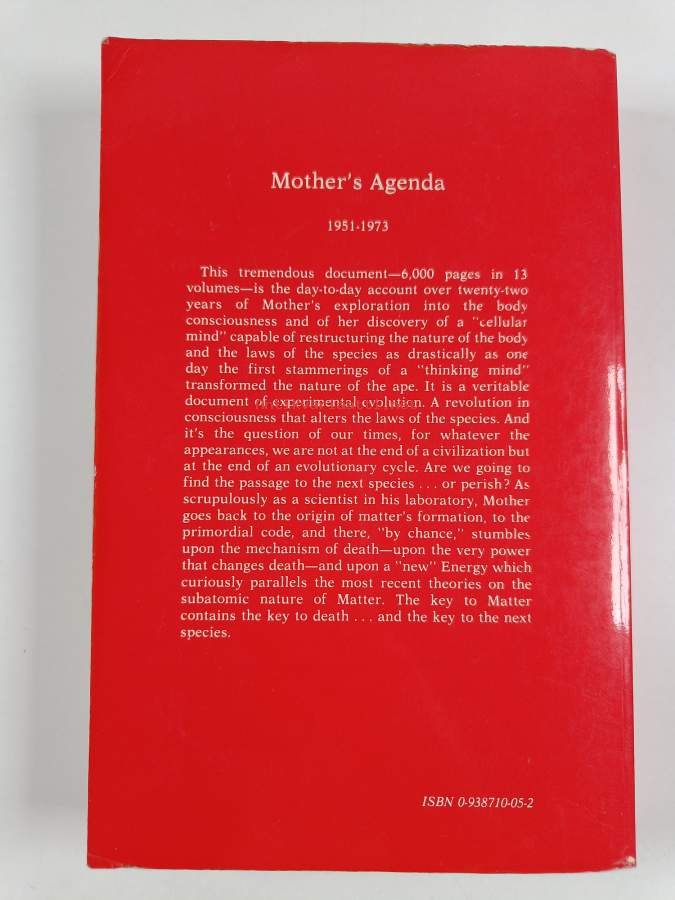 Mother's Agenda
1951-1973
This tremendous document—6,000 pages in 13
volumes—is the day-to-day account over twenty-two
years of Mother's exploration into the body
consciousness and of her discovery of a "cellular
mind" capable of restructuring the nature of the body
and the laws of the species as drastically as one
day the first stammerings of a "thinking mind"
transformed the nature of the ape. It is a veritable
document of experimental evolution. A revolution in
consciousness that alters the laws of the species. And
it's the question of our times, for whatever the
appearances, we are not at the end of a civilization but
at the end of an evolutionary cycle. Are we going to
find the passage to the next species . . . or perish? As
scrupulously as a scientist in his laboratory, Mother
goes back to the origin of matter's formation, to the
primordial code, and there, "by chance," stumbles
upon the mechanism of death—upon the very power
that changes death—and upon a "new" Energy which
curiously parallels the most recent theories on the
subatomic nature of Matter. The key to Matter
contains the key to death . . . and the key to the next
species.
ISBN 0-938710-05-2